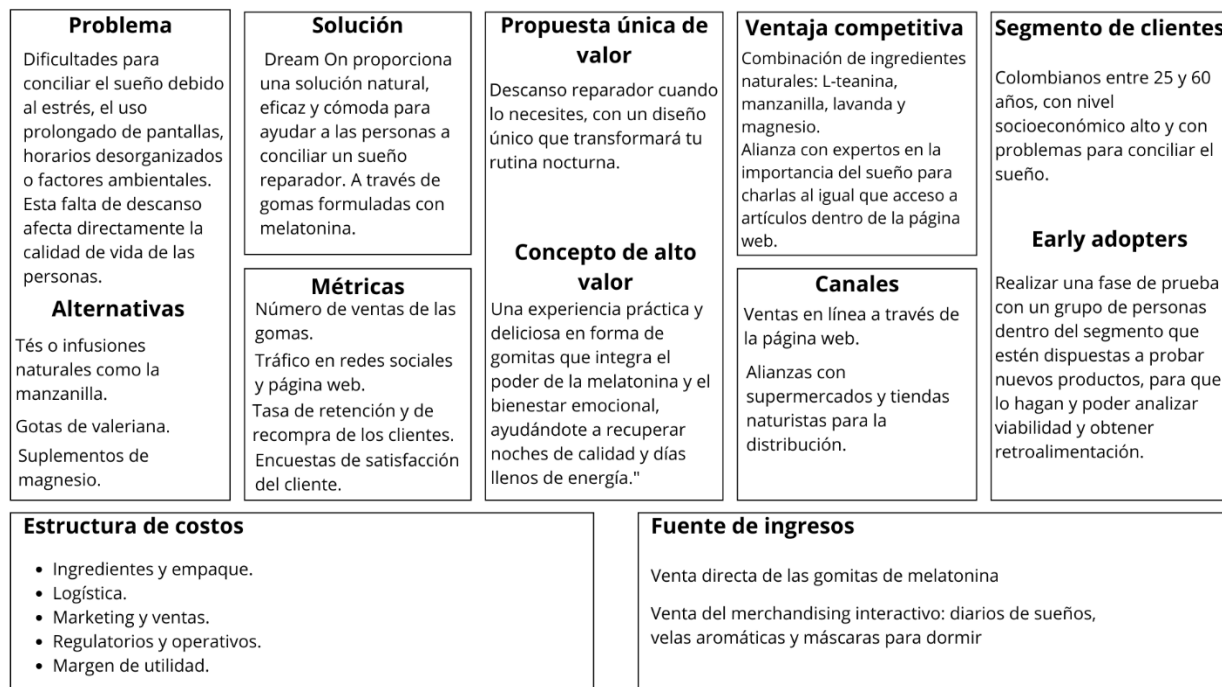 Problema
Dificultades para
conciliar el sueño debido
al estrés, el uso
prolongado de pantallas,
horarios desorganizados
o factores ambientales.
Esta falta de descanso
afecta directamente la
calidad de vida de las
personas.
Alternativas
Tés o infusiones
naturales como la
manzanilla.
Gotas de valeriana.
Suplementos de
magnesio.
Solución
Dream On proporciona
una solución natural,
eficaz y cómoda para
ayudar a las personas a
conciliar un sueño
reparador. A través de
gomas formuladas con
melatonina.
Métricas
Número de ventas de las
gomas.
Tráfico en redes sociales
y página web.
Tasa de retención y de
recompra de los clientes.
Encuestas de satisfacción
del cliente.
Propuesta única de
valor
Descanso reparador cuando
lo necesites, con un diseño
único que transformará tu
rutina nocturna.
Concepto de alto
valor
Una experiencia práctica y
deliciosa en forma de
gomitas que integra el
poder de la melatonina y el
bienestar emocional,
ayudándote a recuperar
noches de calidad y días
llenos de energía."
Ventaja competitiva
Combinación de ingredientes
naturales: L-teanina,
manzanilla, lavanda y
magnesio.
Alianza con expertos en la
importancia del sueño para
charlas al igual que acceso a
artículos dentro de la página
web.
Canales
Ventas en línea a través de
la página web.
Alianzas con
supermercados y tiendas
naturistas para la
distribución.
Segmento de clientes
Colombianos entre 25 y 60
años, con nivel
socioeconómico alto y con
problemas para conciliar el
sueño.
Early adopters
Realizar una fase de prueba
con un grupo de personas
dentro del segmento que
estén dispuestas a probar
nuevos productos, para que
lo hagan y poder analizar
viabilidad y obtener
retroalimentación.
Estructura de costos
• Ingredientes y empaque.
• Logística.
• Marketing y ventas.
• Regulatorios y operativos.
• Margen de utilidad.
Fuente de ingresos
Venta directa de las gomitas de melatonina
Venta del merchandising interactivo: diarios de sueños,
velas aromáticas y máscaras para dormir